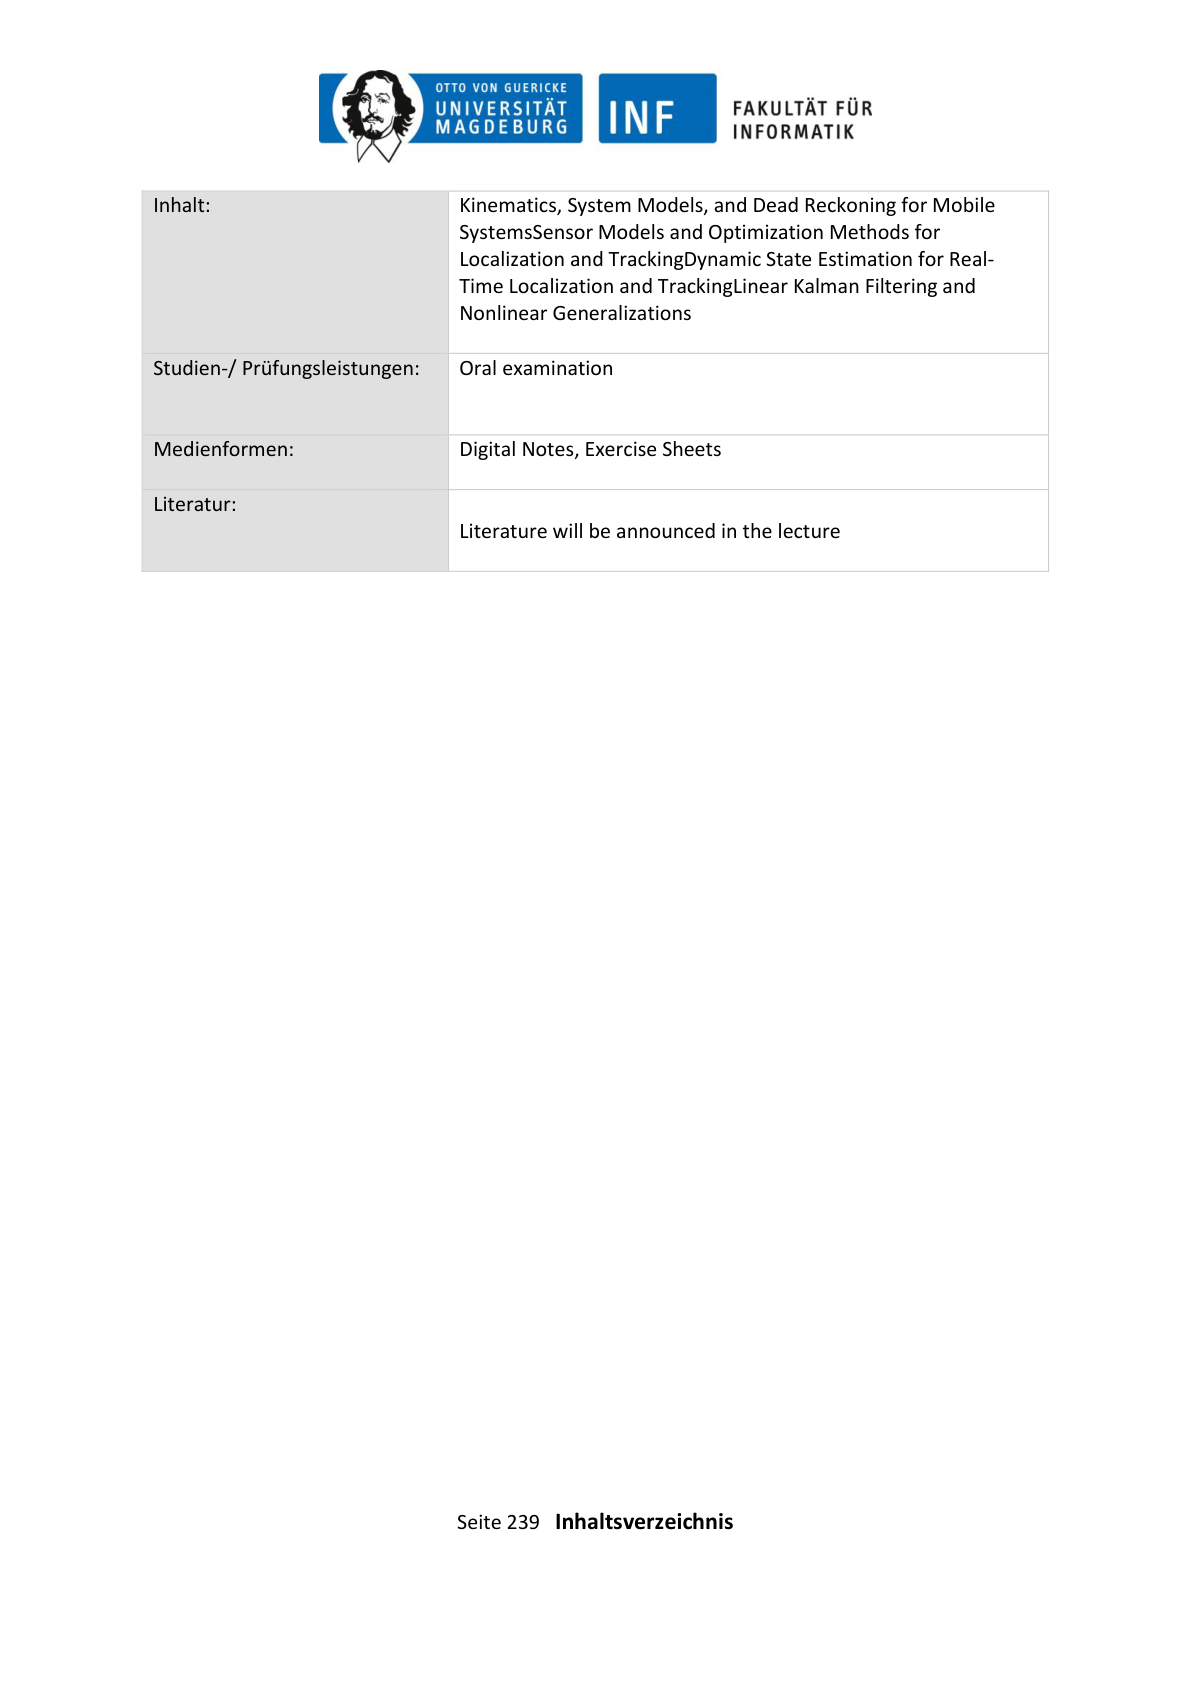 OTTO VON GUERICKE
UNIVERSITÄT
MAGDEBURG
INF
FAKULTÄT FÜR
INFORMATIK
Inhalt:
Kinematics, System Models, and Dead Reckoning for Mobile
SystemsSensor Models and Optimization Methods for
Localization and TrackingDynamic State Estimation for Real-
Time Localization and TrackingLinear Kalman Filtering and
Nonlinear Generalizations
Studien-/ Prüfungsleistungen:
Oral examination
Medienformen:
Digital Notes, Exercise Sheets
Literatur:
Literature will be announced in the lecture
Seite 239 Inhaltsverzeichnis